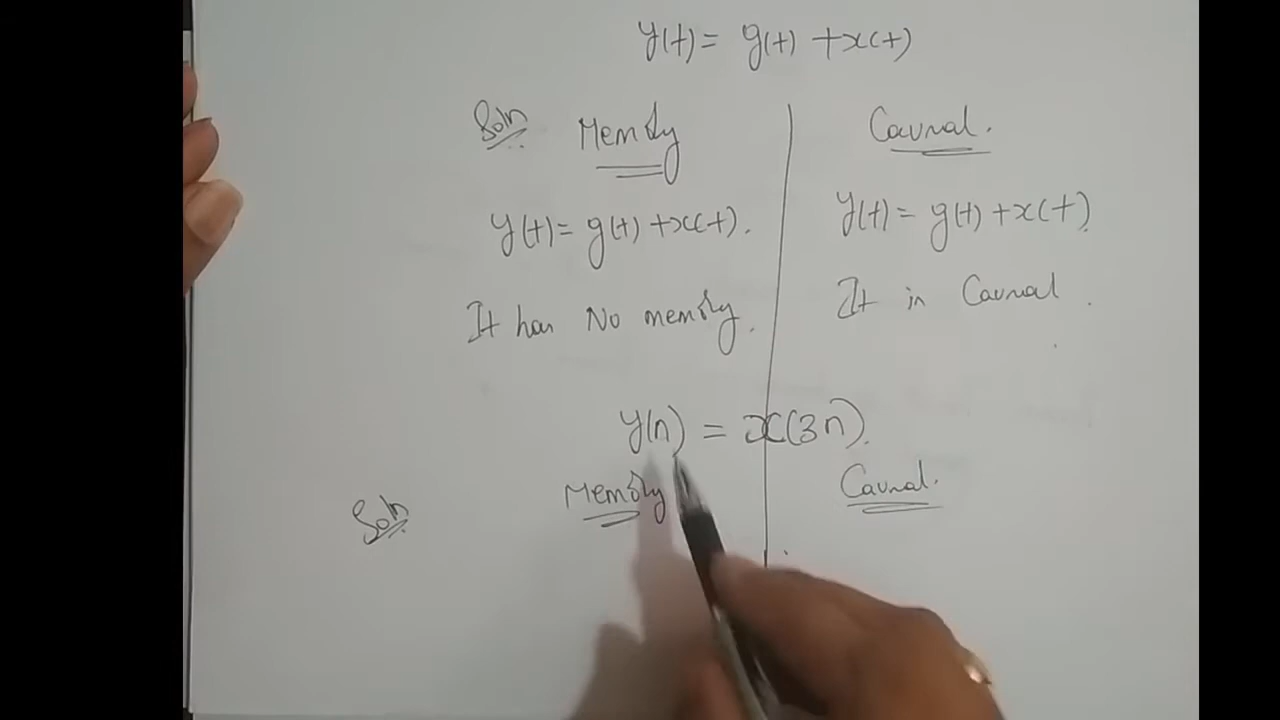 y(t) = g(t) + x(t)
Soln Memory Causal.
y(t) = g(t) + x(t). y(t) = g(t) + x(t).
It has No memory. It is Causal.
y(n) = x(3n).
Soln Memory Causal.